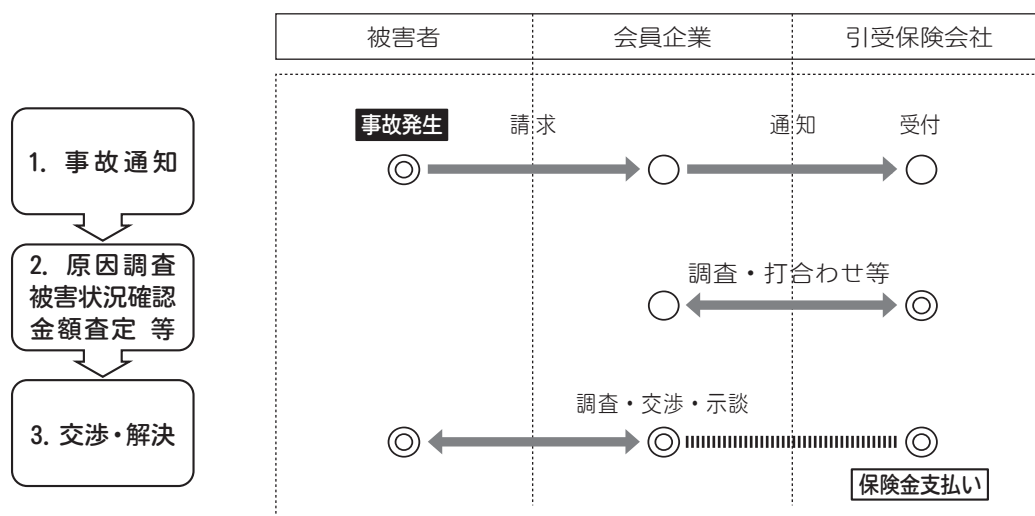 被害者 会員企業 引受保険会社
1. 事故通知
事故発生 請求 通知 受付
2. 原因調査
被害状況確認
金額査定 等
調査・打合わせ等
3. 交渉・解決
調査・交渉・示談
保険金支払い